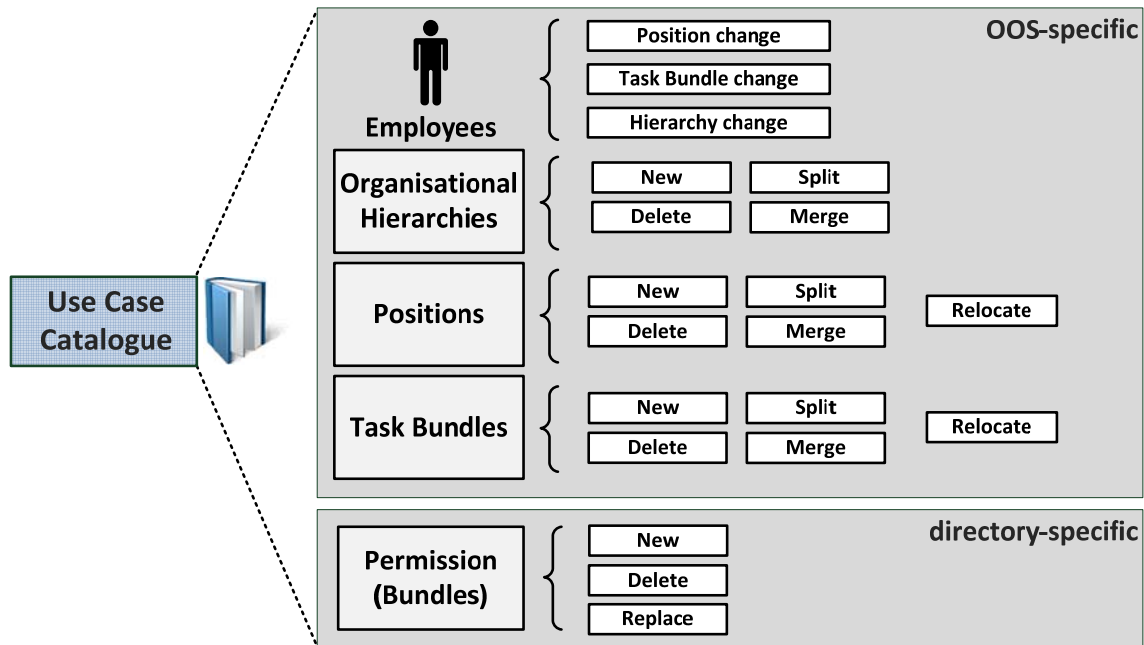 OOS-specific
Position change
Task Bundle change
Hierarchy change
Employees
Organisational
Hierarchies
New
Split
Delete
Merge
Use Case
Catalogue
Positions
New
Split
Delete
Merge
Relocate
Task Bundles
New
Split
Delete
Merge
Relocate
directory-specific
Permission
(Bundles)
New
Delete
Replace